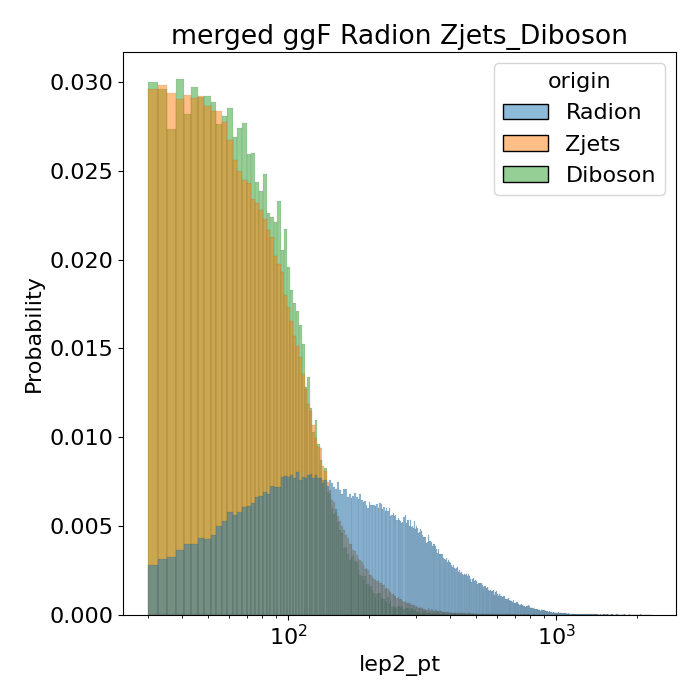 merged ggF Radion Zjets_Diboson
origin
Radion
Zjets
Diboson
Probability
0.030
0.025
0.020
0.015
0.010
0.005
0.000
10²
10³
lep2_pt